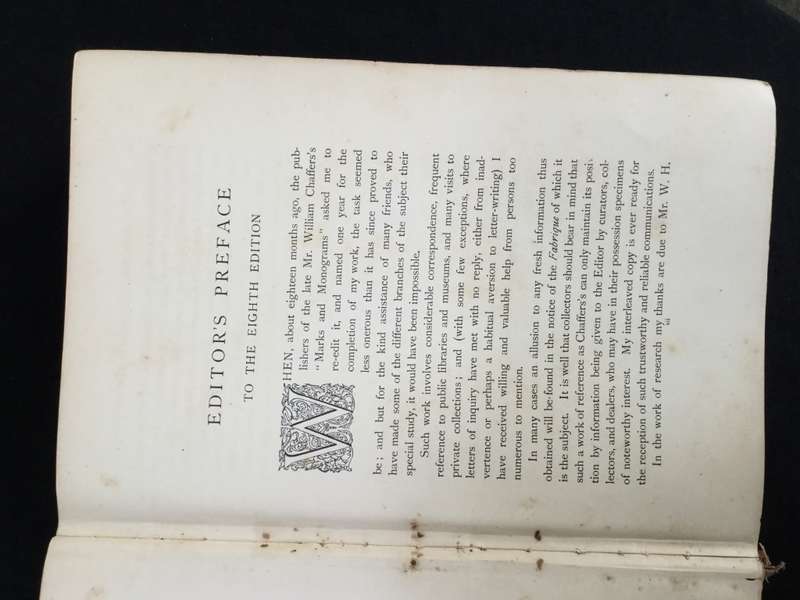 EDITOR'S PREFACE
TO THE EIGHTH EDITION
WHEN, about eighteen months ago, the pub-
lishers of the late Mr. William Chaffers's
"Marks and Monograms" asked me to
re-edit it, and named one year for the
completion of my work, the task seemed
less onerous than it has since proved to
be; and but for the kind assistance of many friends, who
have made some of the different branches of the subject their
special study, it would have been impossible.
Such work involves considerable correspondence, frequent
reference to public libraries and museums, and many visits to
private collections; and (with some few exceptions, where
letters of inquiry have met with no reply, either from inad-
vertence or perhaps a habitual aversion to letter-writing) I
have received willing and valuable help from persons too
numerous to mention.
In many cases an allusion to any fresh information thus
obtained will be found in the notice of the Fabrique of which it
is the subject. It is well that collectors should bear in mind that
such a work of reference as Chaffers's can only maintain its posi-
tion by information being given to the Editor by curators, col-
lectors, and dealers, who may have in their possession specimens
of noteworthy interest. My interleaved copy is ever ready for
the reception of such trustworthy and reliable communications.
In the work of research my thanks are due to Mr. W. H.